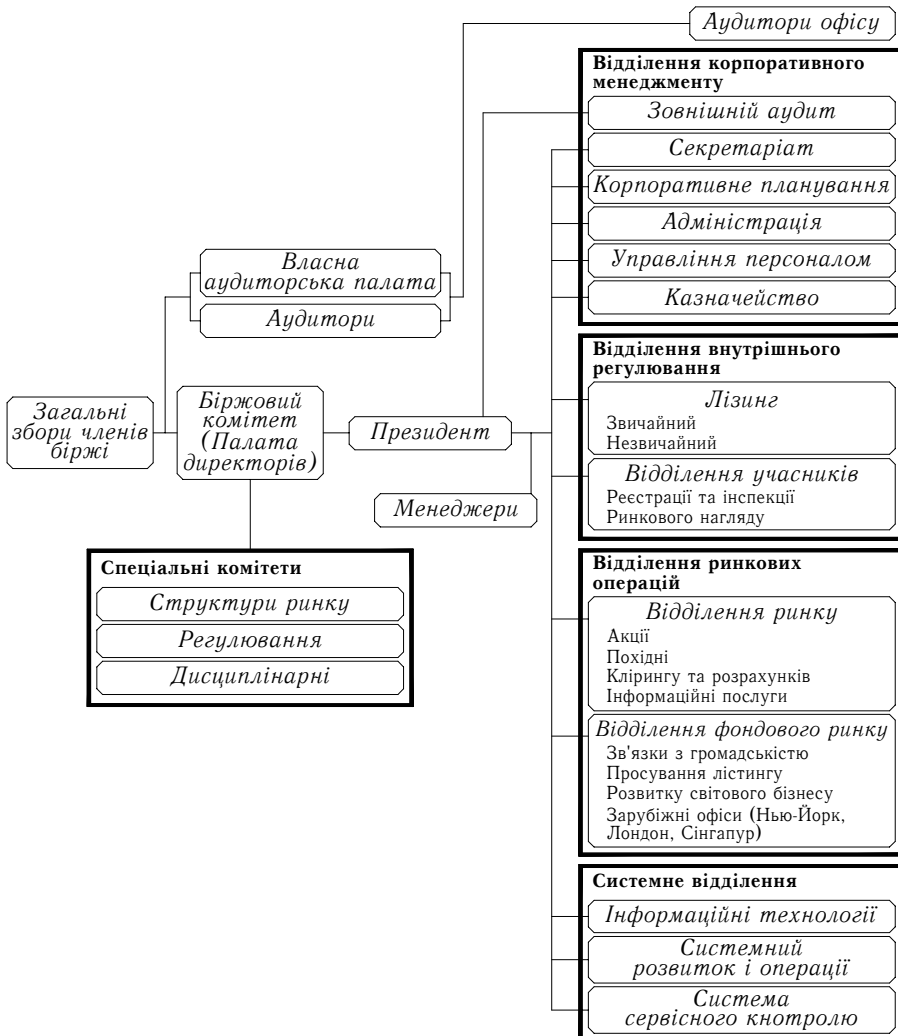 Аудитори офісу
Відділення корпоративного
менеджменту
Зовнішній аудит
Секретаріат
Корпоративне планування
Адміністрація
Управління персоналом
Казначейство
Власна
аудиторська палата
Аудитори
Загальні
збори членів
біржі
Біржовий
комітет
(Палата
директорів)
Президент
Менеджери
Спеціальні комітети
Структури ринку
Регулювання
Дисциплінарні
Відділення внутрішнього
регулювання
Лізинг
Звичайний
Незвичайний
Відділення учасників
Реєстрації та інспекції
Ринкового нагляду
Відділення ринкових
операцій
Відділення ринку
Акції
Похідні
Клірингу та розрахунків
Інформаційні послуги
Відділення фондового ринку
Зв'язки з громадськістю
Просування лістингу
Розвитку світового бізнесу
Зарубіжні офіси (Нью-Йорк,
Лондон, Сінгапур)
Системне відділення
Інформаційні технології
Системний
розвиток і операції
Система
сервісного кнотролю